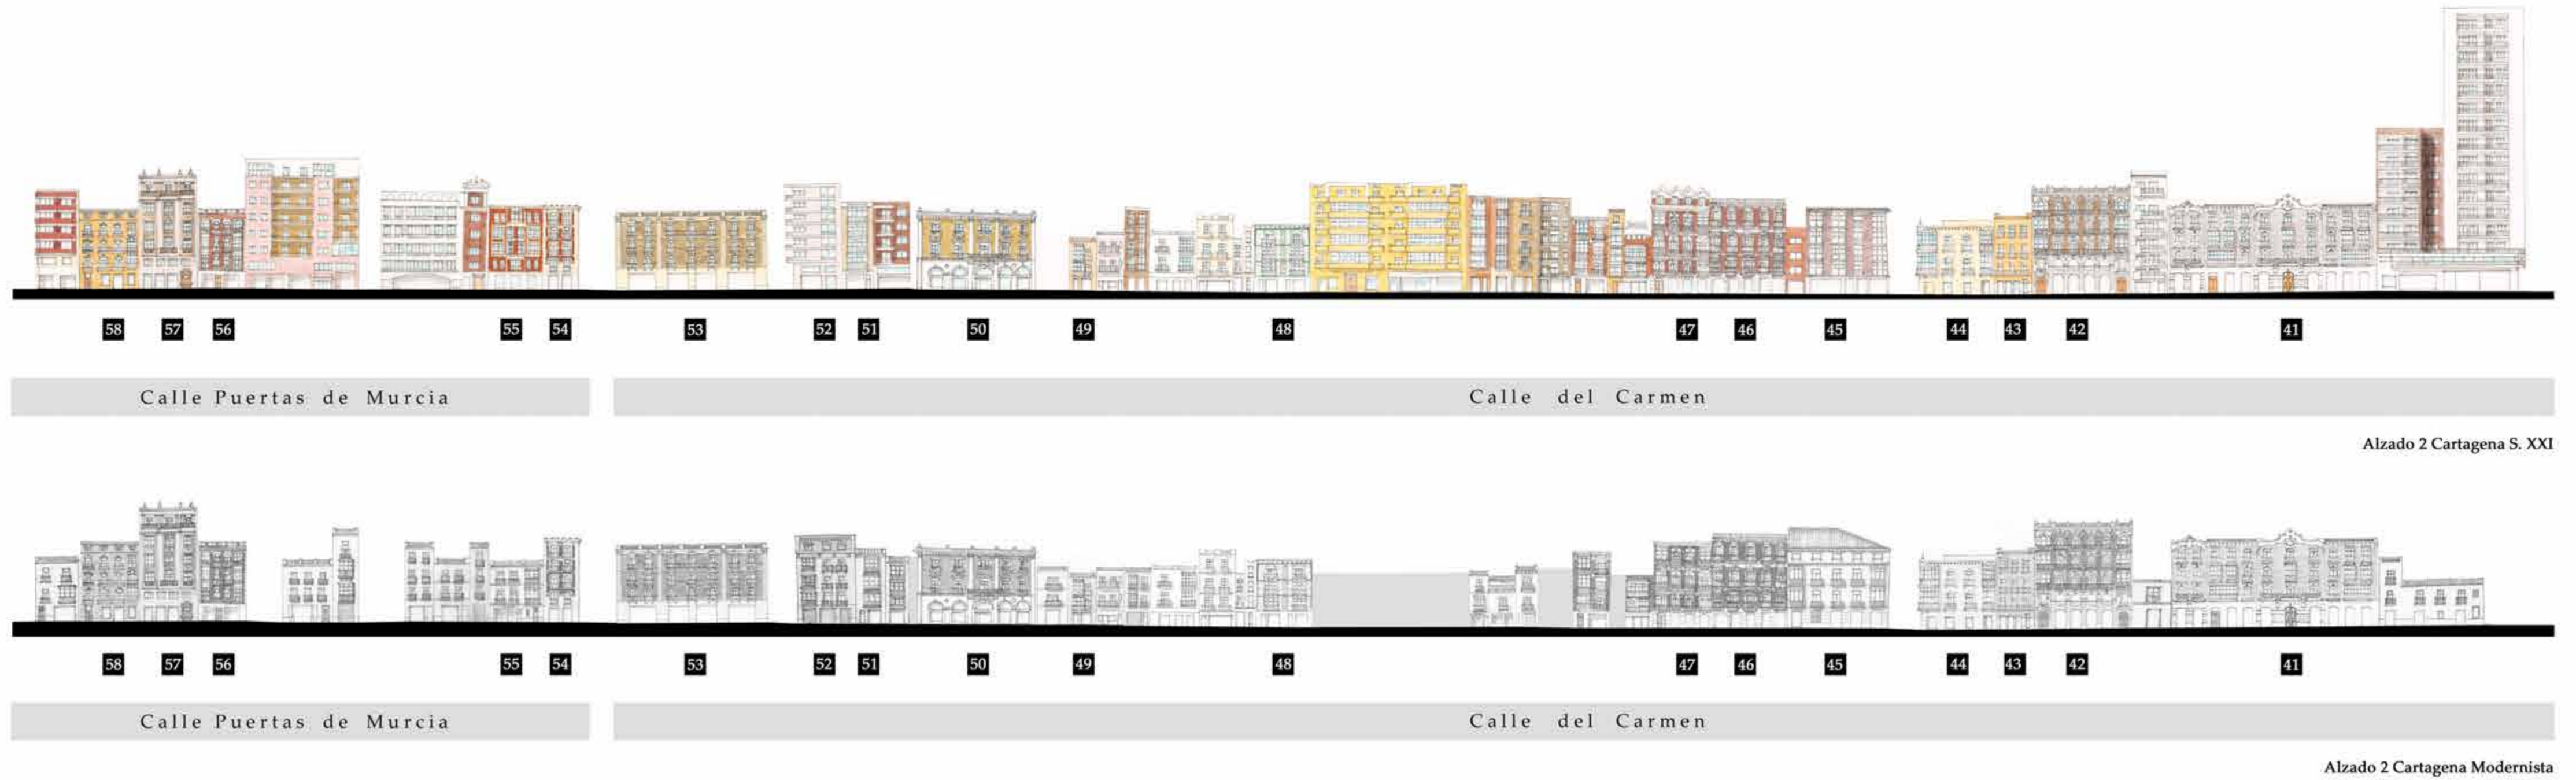 58 57 56 55 54 53 52 51 50 49 48 47 46 45 44 43 42 41
Calle Puertas de Murcia
Calle del Carmen
Alzado 2 Cartagena S. XXI
58 57 56 55 54 53 52 51 50 49 48 47 46 45 44 43 42 41
Calle Puertas de Murcia
Calle del Carmen
Alzado 2 Cartagena Modernista